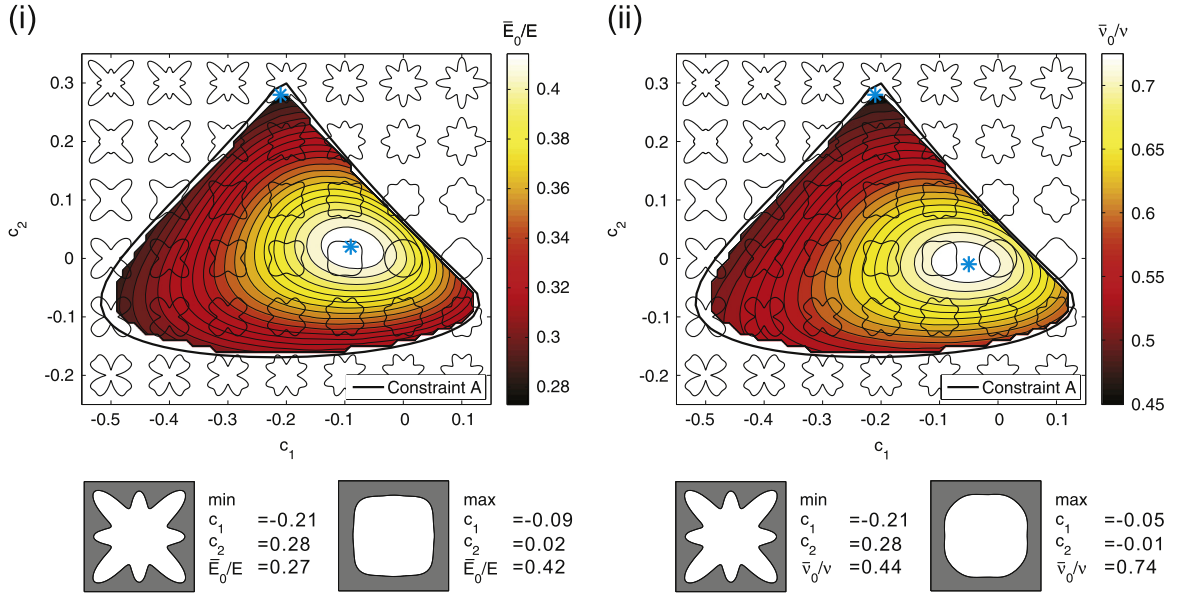 (i)
Ē₀/E
0.3
0.2
0.1
0
-0.1
-0.2
c₂
-0.5 -0.4 -0.3 -0.2 -0.1 0 0.1
c₁
Constraint A
0.4
0.38
0.36
0.34
0.32
0.3
0.28
min
c₁ =-0.21
c₂ =0.28
Ē₀/E =0.27
max
c₁ =-0.09
c₂ =0.02
Ē₀/E =0.42
(ii)
ν̄₀/ν
0.3
0.2
0.1
0
-0.1
-0.2
c₂
-0.5 -0.4 -0.3 -0.2 -0.1 0 0.1
c₁
Constraint A
0.7
0.65
0.6
0.55
0.5
0.45
min
c₁ =-0.21
c₂ =0.28
ν̄₀/ν =0.44
max
c₁ =-0.05
c₂ =-0.01
ν̄₀/ν =0.74